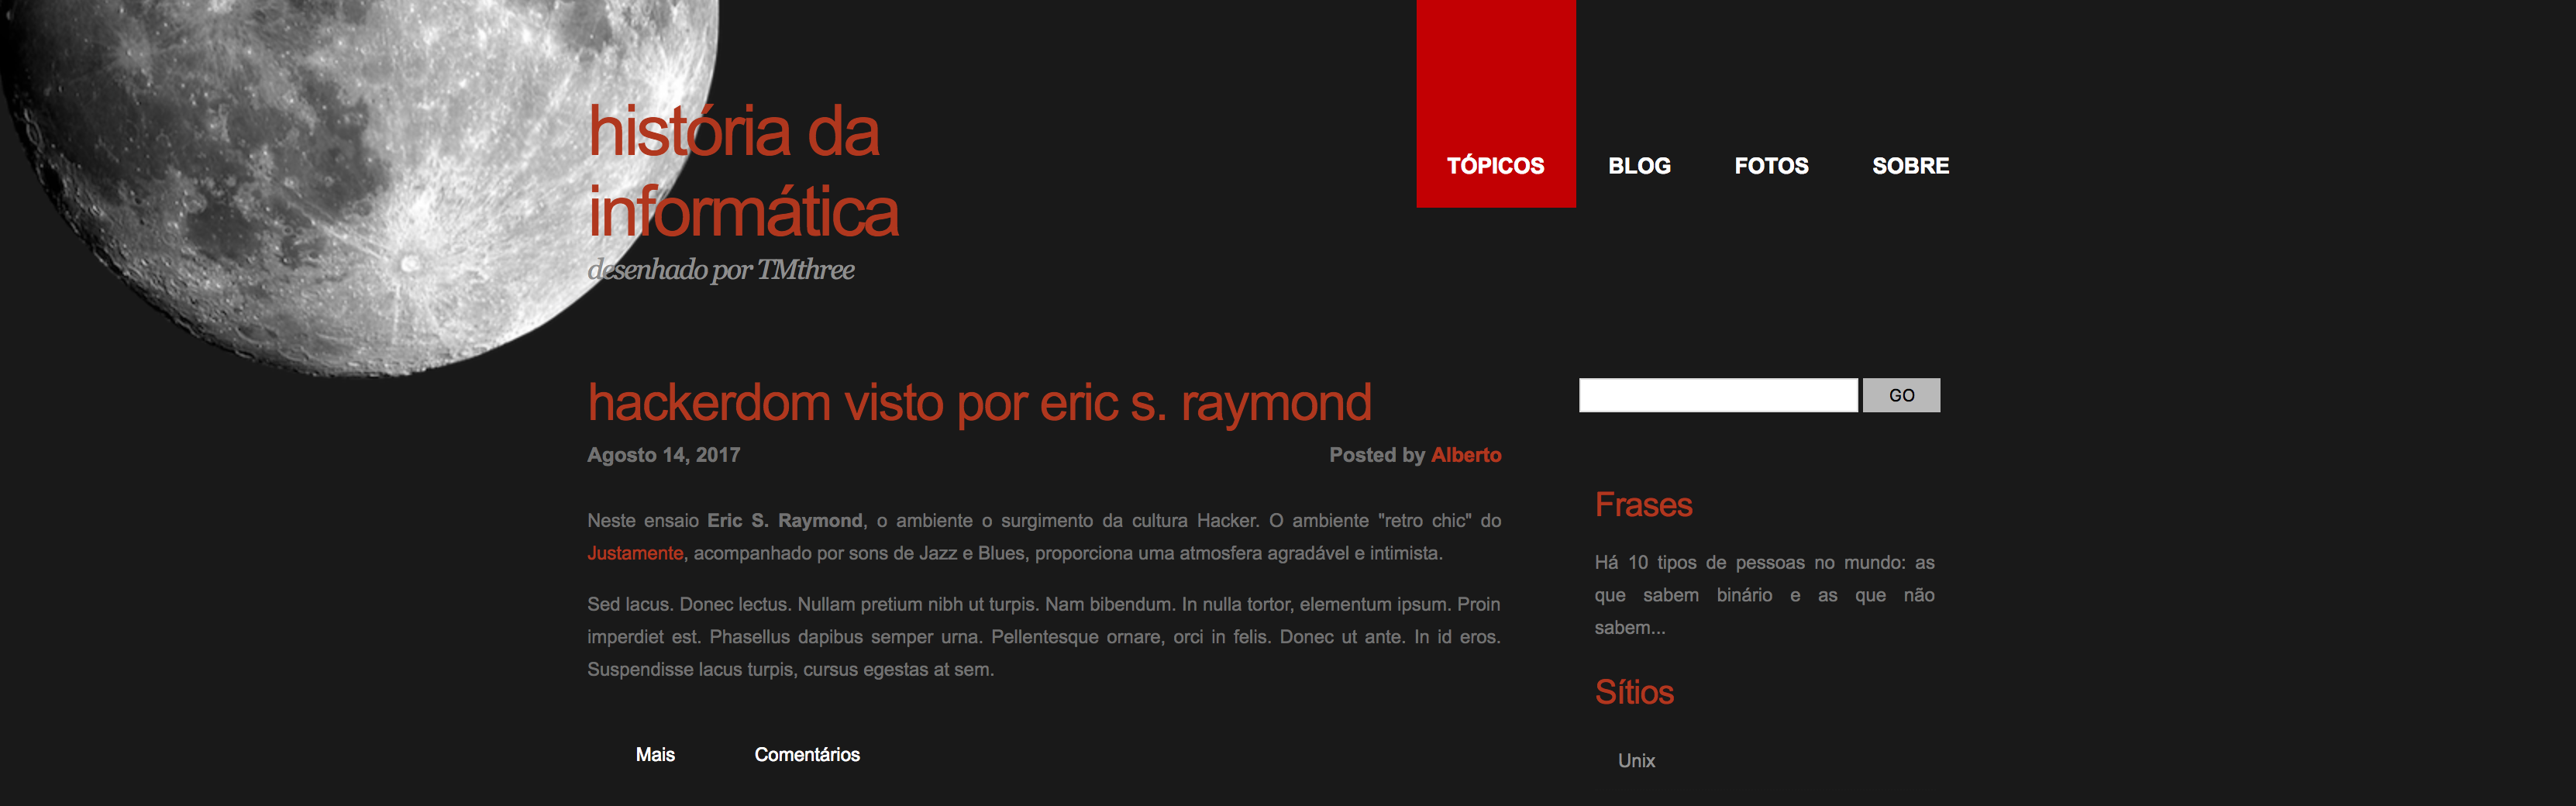 história da
informática
desenhado por TMthree
TÓPICOS BLOG FOTOS SOBRE
hackerdom visto por eric s. raymond
Agosto 14, 2017 Posted by Alberto
Neste ensaio Eric S. Raymond, o ambiente o surgimento da cultura Hacker. O ambiente "retro chic" do
Justamente, acompanhado por sons de Jazz e Blues, proporciona uma atmosfera agradável e intimista.
Sed lacus. Donec lectus. Nullam pretium nibh ut turpis. Nam bibendum. In nulla tortor, elementum ipsum. Proin
imperdiet est. Phasellus dapibus semper urna. Pellentesque ornare, orci in felis. Donec ut ante. In id eros.
Suspendisse lacus turpis, cursus egestas at sem.
Mais Comentários
GO
Frases
Há 10 tipos de pessoas no mundo: as
que sabem binário e as que não
sabem...
Sítios
Unix